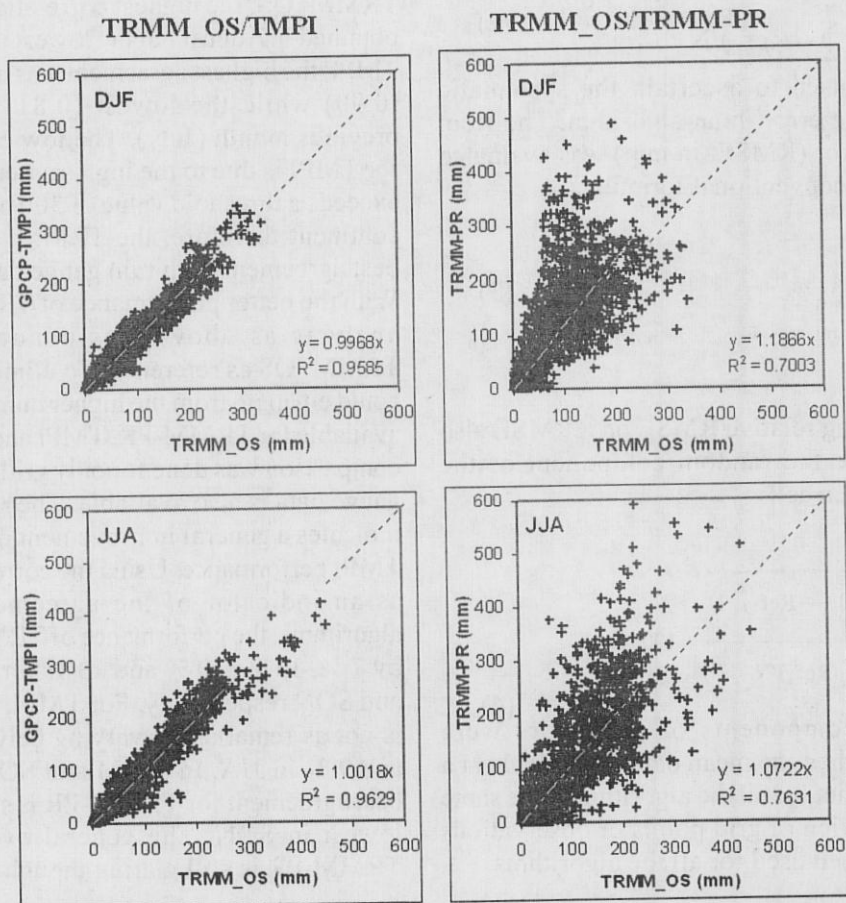 TRMM_OS/TMPI
TRMM_OS/TRMM-PR
DJF
GPCP-TMPI (mm)
600
500
400
300
200
100
0
y = 0.9968x
R² = 0.9585
0 100 200 300 400 500 600
TRMM_OS (mm)
DJF
TRMM-PR (mm)
600
500
400
300
200
100
0
y = 1.1866x
R² = 0.7003
0 100 200 300 400 500 600
TRMM_OS (mm)
JJA
GPCP-TMPI (mm)
600
500
400
300
200
100
0
y = 1.0018x
R² = 0.9629
0 100 200 300 400 500 600
TRMM_OS (mm)
JJA
TRMM-PR (mm)
600
500
400
300
200
100
0
y = 1.0722x
R² = 0.7631
0 100 200 300 400 500 600
TRMM_OS (mm)